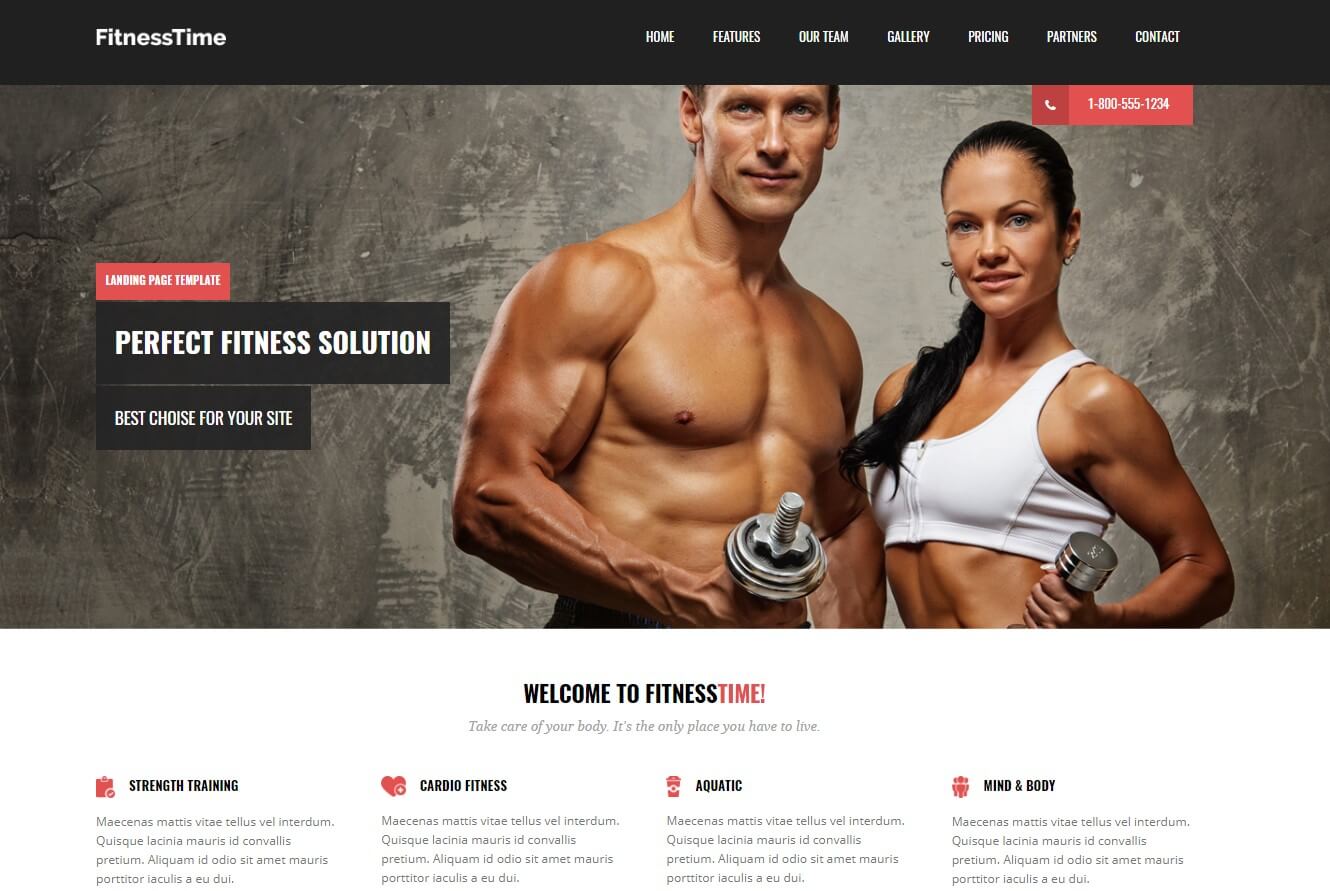 FitnessTime
HOME FEATURES OUR TEAM GALLERY PRICING PARTNERS CONTACT
1-800-555-1234
LANDING PAGE TEMPLATE
PERFECT FITNESS SOLUTION
BEST CHOISE FOR YOUR SITE
WELCOME TO FITNESSTIME!
Take care of your body. It's the only place you have to live.
STRENGTH TRAINING
Maecenas mattis vitae tellus vel interdum.
Quisque lacinia mauris id convallis
pretium. Aliquam id odio sit amet mauris
porttitor iaculis a eu dui.
CARDIO FITNESS
Maecenas mattis vitae tellus vel interdum.
Quisque lacinia mauris id convallis
pretium. Aliquam id odio sit amet mauris
porttitor iaculis a eu dui.
AQUATIC
Maecenas mattis vitae tellus vel interdum.
Quisque lacinia mauris id convallis
pretium. Aliquam id odio sit amet mauris
porttitor iaculis a eu dui.
MIND & BODY
Maecenas mattis vitae tellus vel interdum.
Quisque lacinia mauris id convallis
pretium. Aliquam id odio sit amet mauris
porttitor iaculis a eu dui.